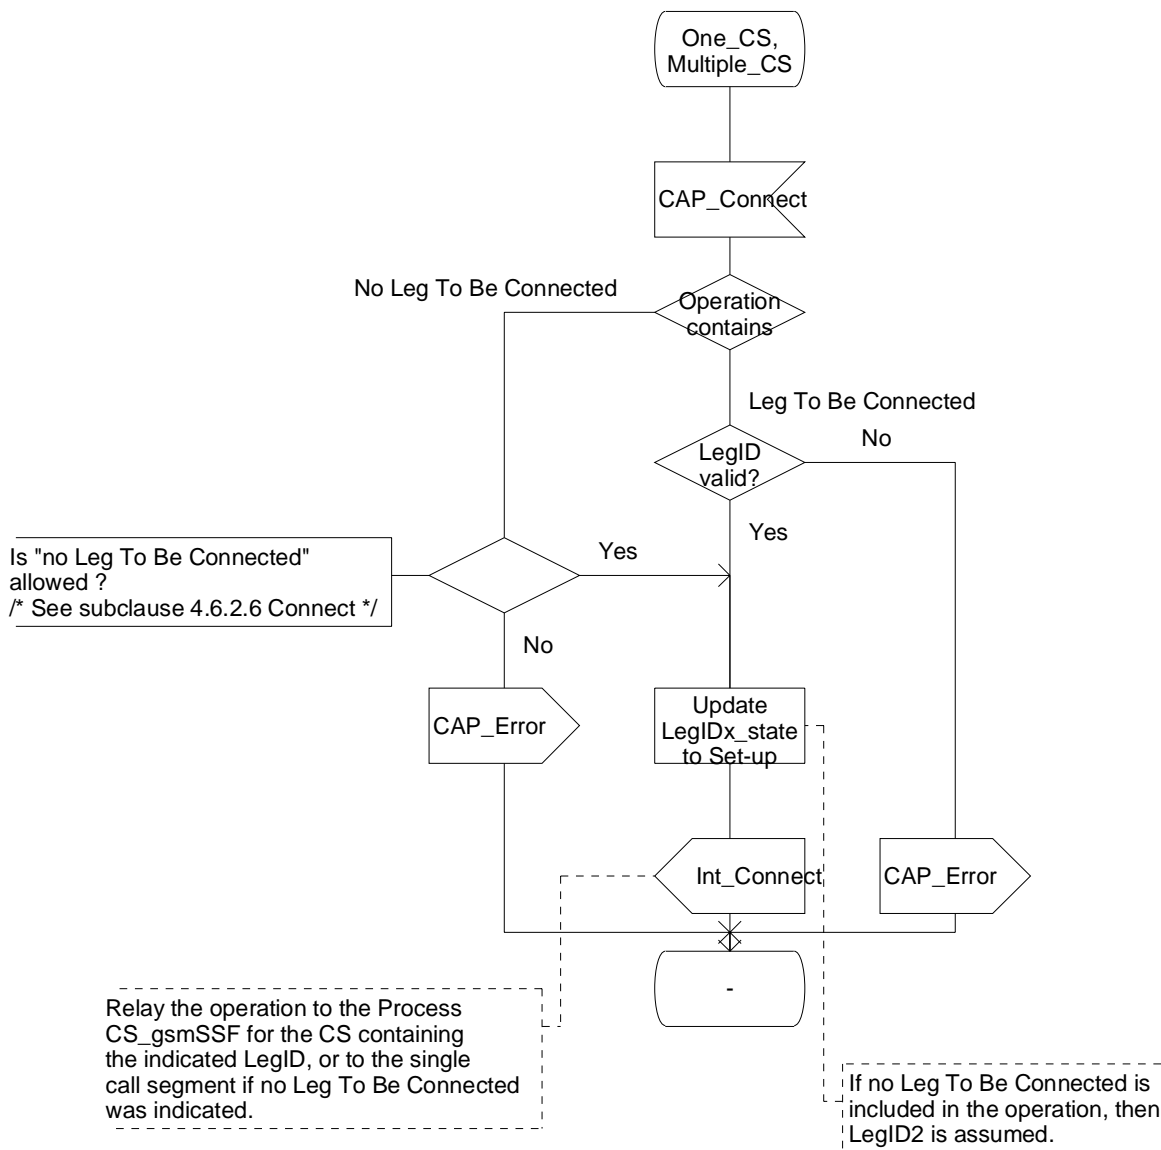 One_CS,
Multiple_CS
CAP_Connect
No Leg To Be Connected
Operation
contains
Leg To Be Connected
No
LegID
valid?
Yes
Is "no Leg To Be Connected"
allowed ?
/* See subclause 4.6.2.6 Connect */
Yes
No
CAP_Error
Update
LegIDx_state
to Set-up
Int_Connect
CAP_Error
-
Relay the operation to the Process
CS_gsmSSF for the CS containing
the indicated LegID, or to the single
call segment if no Leg To Be Connected
was indicated.
If no Leg To Be Connected is
included in the operation, then
LegID2 is assumed.